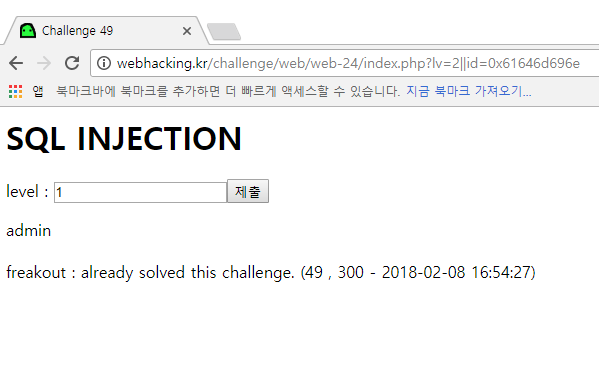 Challenge 49
webhacking.kr/challenge/web/web-24/index.php?lv=2||id=0x61646d696e
앱 북마크바에 북마크를 추가하면 더 빠르게 액세스할 수 있습니다. 지금 북마크 가져오기...
SQL INJECTION
level : 1 제출
admin
freakout : already solved this challenge. (49 , 300 - 2018-02-08 16:54:27)